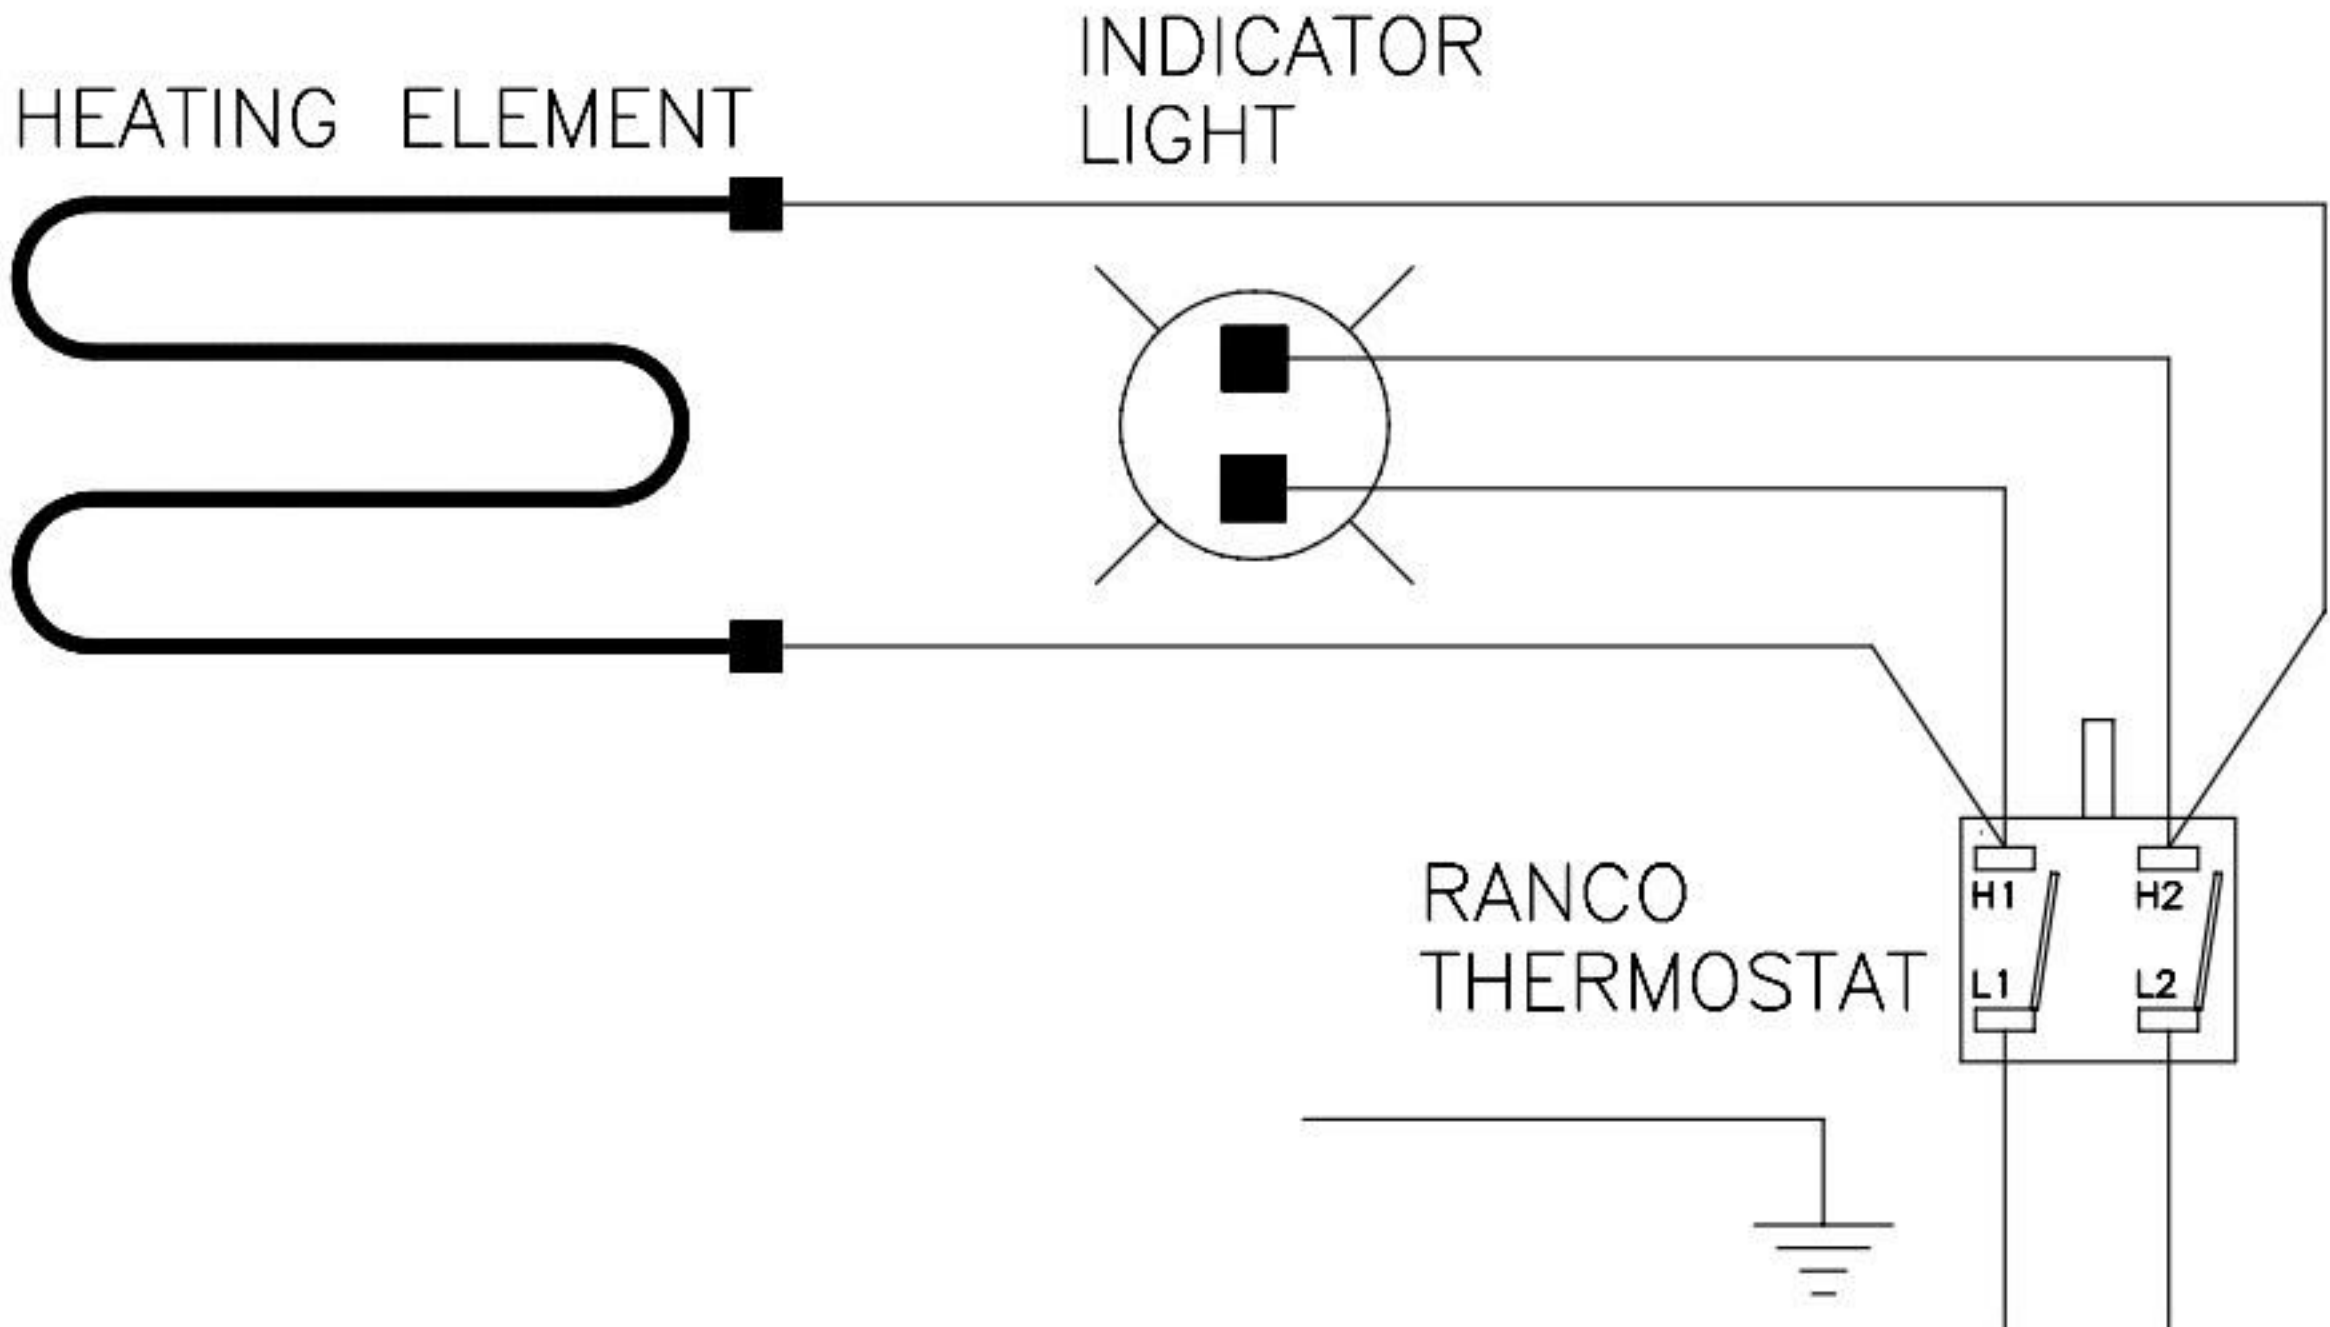 INDICATOR
LIGHT
HEATING ELEMENT
RANCO
THERMOSTAT
H1 H2
L1 L2